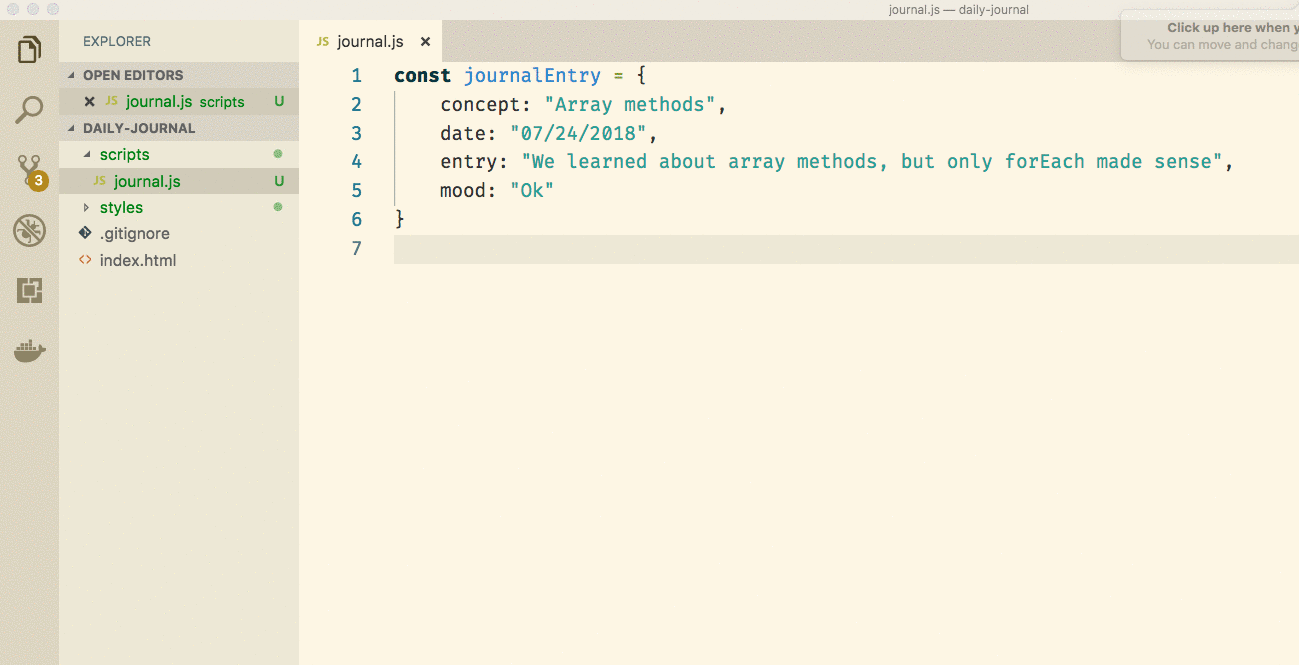 journal.js — daily-journal
Click up here when y
You can move and chang
EXPLORER
OPEN EDITORS
JS journal.js scripts U
DAILY-JOURNAL
scripts
JS journal.js U
styles
.gitignore
<> index.html
3
JS journal.js
1 const journalEntry = {
2 concept: "Array methods",
3 date: "07/24/2018",
4 entry: "We learned about array methods, but only forEach made sense",
5 mood: "Ok"
6 }
7